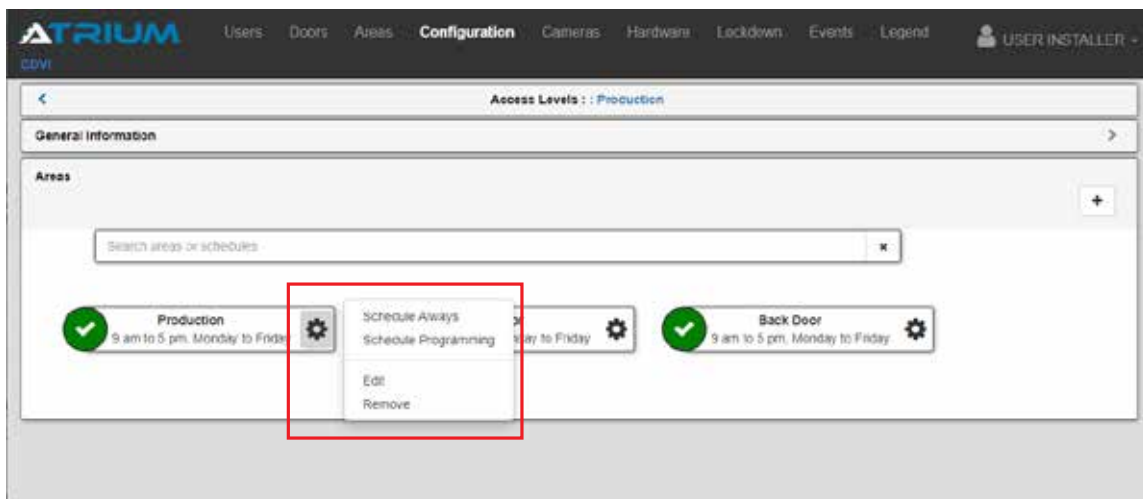 ATRIUM
CDVI
Users Doors Areas Configuration Cameras Hardware Lockdown Events Legend USER INSTALLER
Access Levels : : Production
General Information
Areas
+
Search areas or schedules
Production
9 am to 5 pm, Monday to Friday
Schedule Always
Schedule Programming
Edit
Remove
to Friday
Back Door
9 am to 5 pm, Monday to Friday